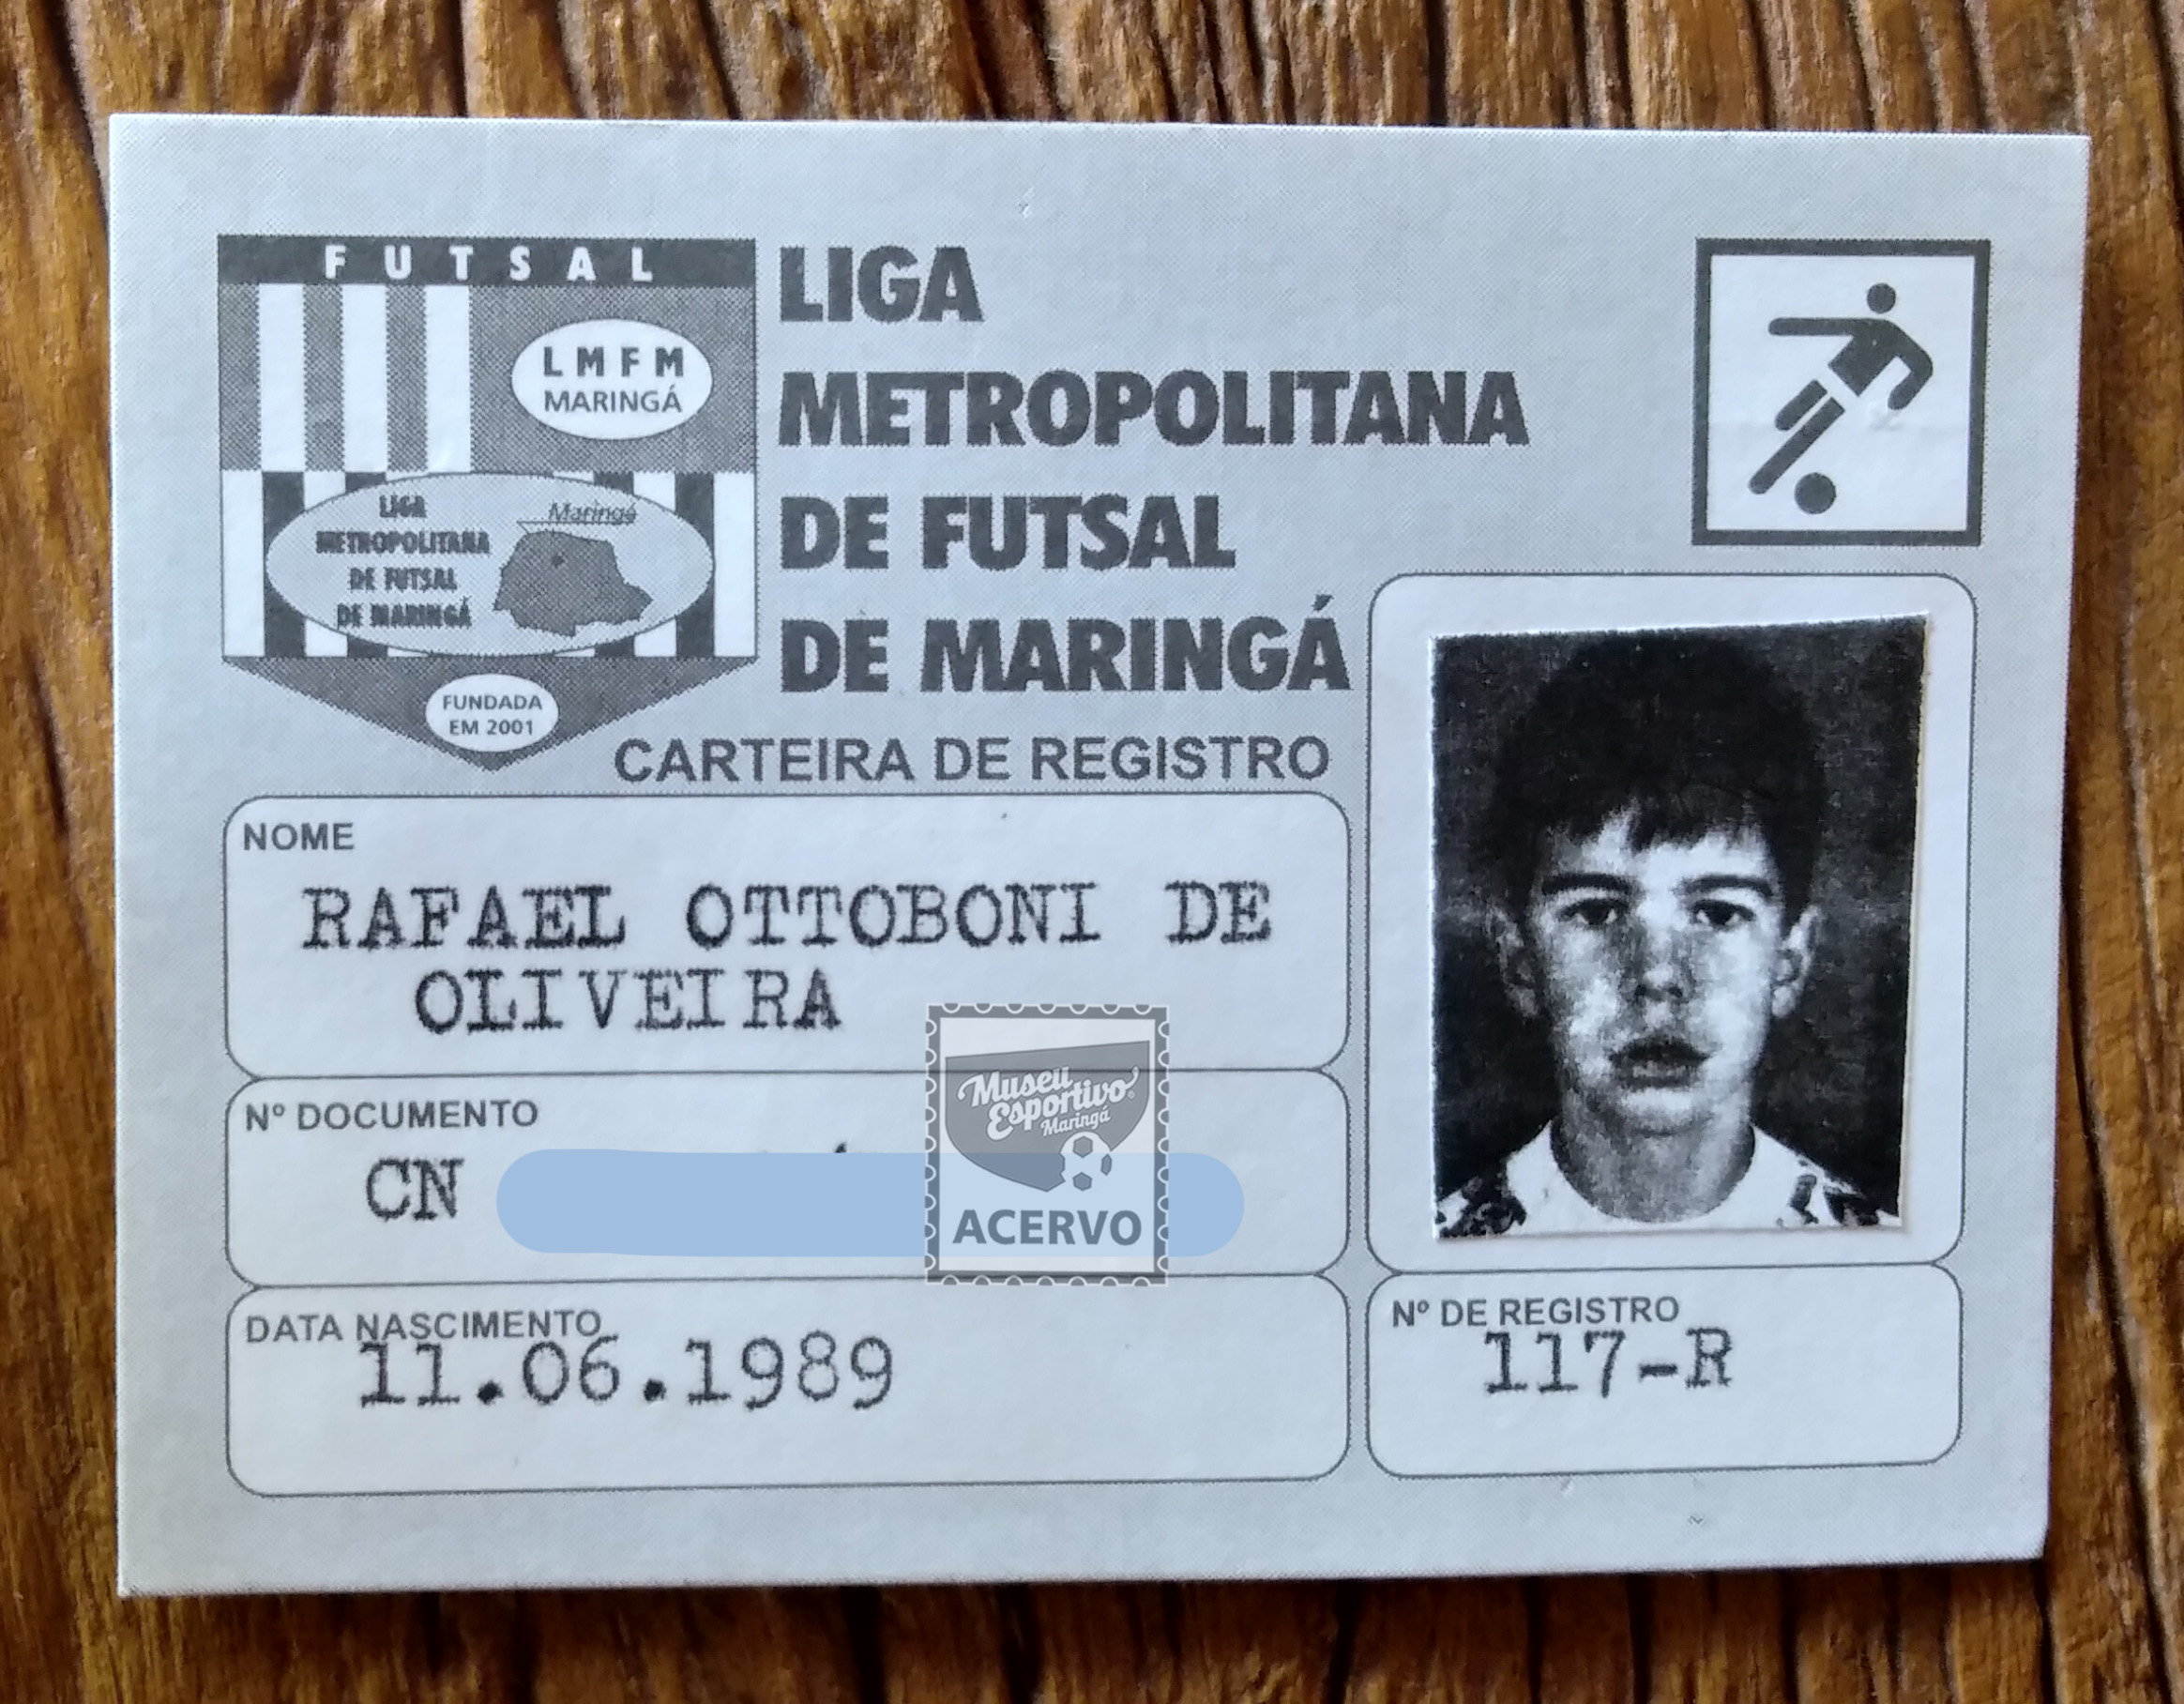 FUTSAL
LMFM
MARINGÁ
LIGA
METROPOLITANA
DE FUTSAL
DE MARINGÁ
Maringá
FUNDADA
EM 2001
LIGA
METROPOLITANA
DE FUTSAL
DE MARINGÁ
CARTEIRA DE REGISTRO
NOME
RAFAEL OTTOBONI DE
OLIVEIRA
Nº DOCUMENTO
CN
Museu
Esportivo
Maringá
ACERVO
DATA NASCIMENTO
11.06.1989
Nº DE REGISTRO
117-R